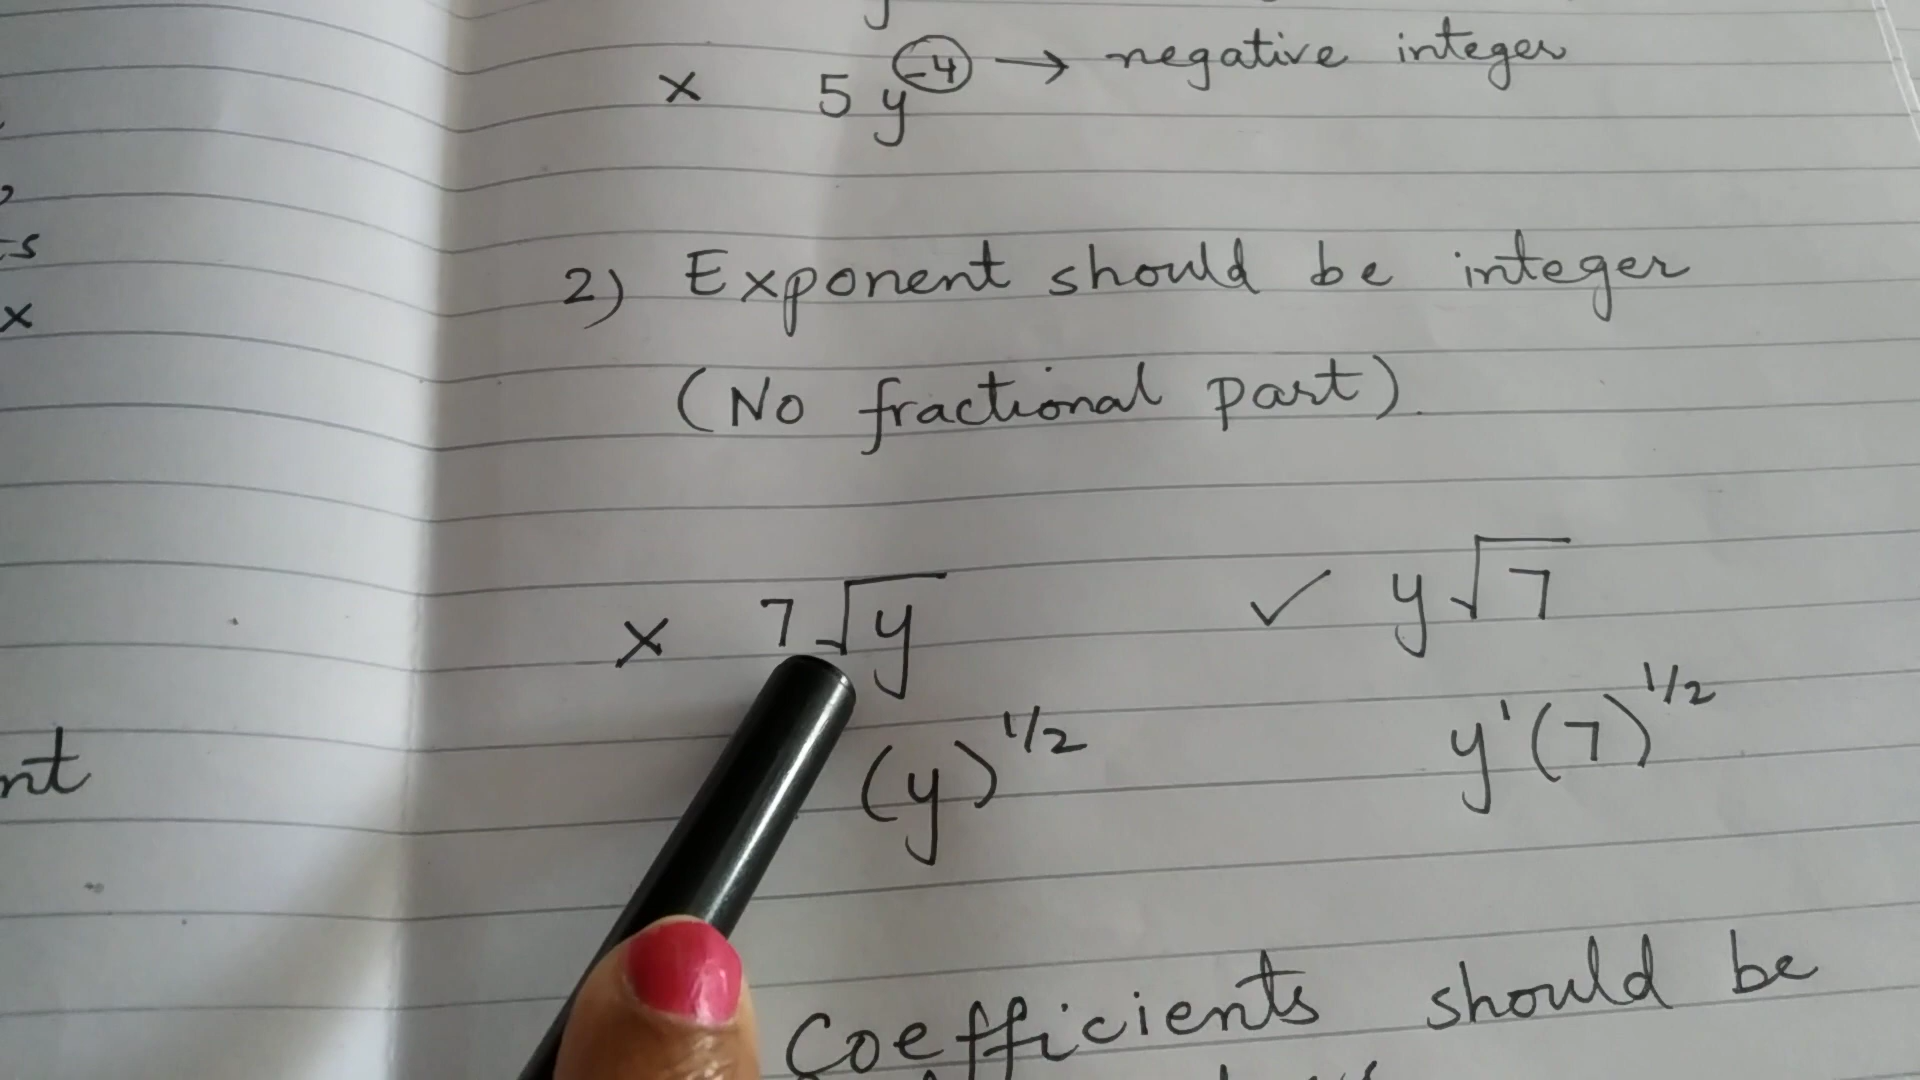 × 5y⁻⁴ → negative integer
2) Exponent should be integer
(No fractional part).
× 7√y ✓ y√7
(y)^1/2 y¹(7)^1/2
Coefficients should be